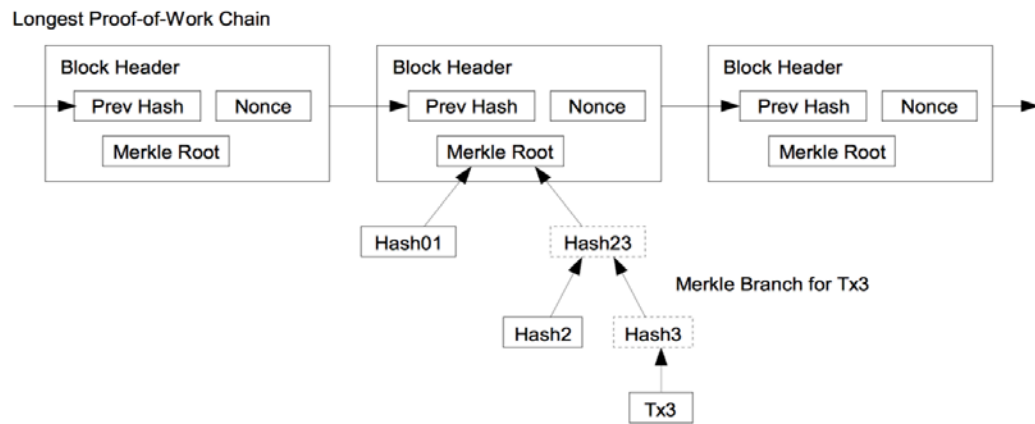 Longest Proof-of-Work Chain
Block Header Block Header Block Header
Prev Hash Nonce Prev Hash Nonce Prev Hash Nonce
Merkle Root Merkle Root Merkle Root
Hash01 Hash23
Merkle Branch for Tx3
Hash2 Hash3
Tx3